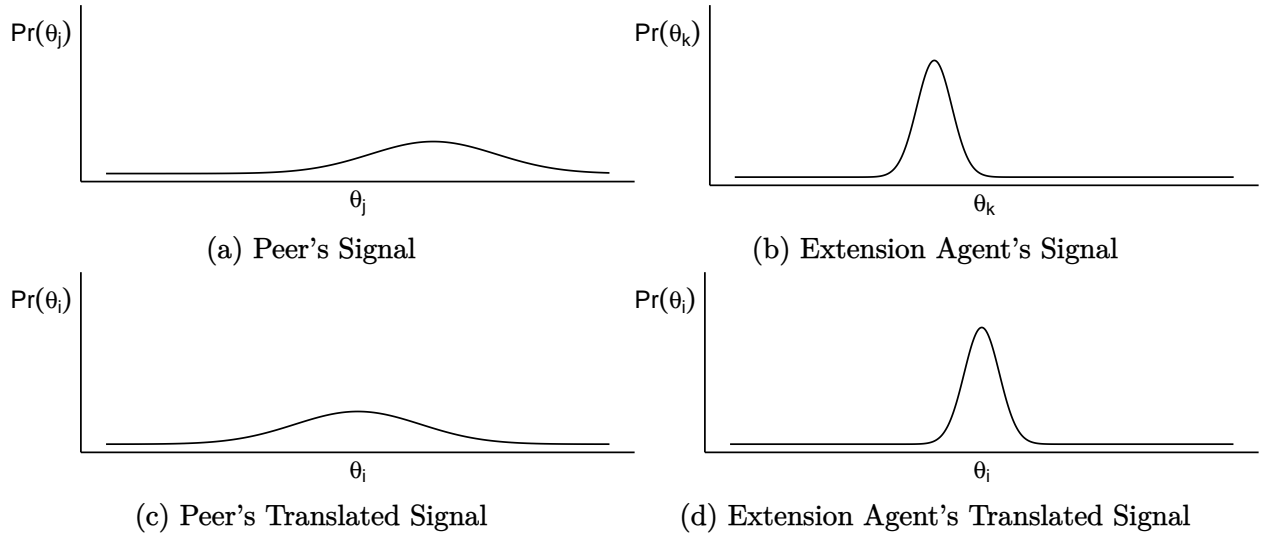 Pr(θj)
θj
(a) Peer's Signal
Pr(θk)
θk
(b) Extension Agent's Signal
Pr(θi)
θi
(c) Peer's Translated Signal
Pr(θi)
θi
(d) Extension Agent's Translated Signal